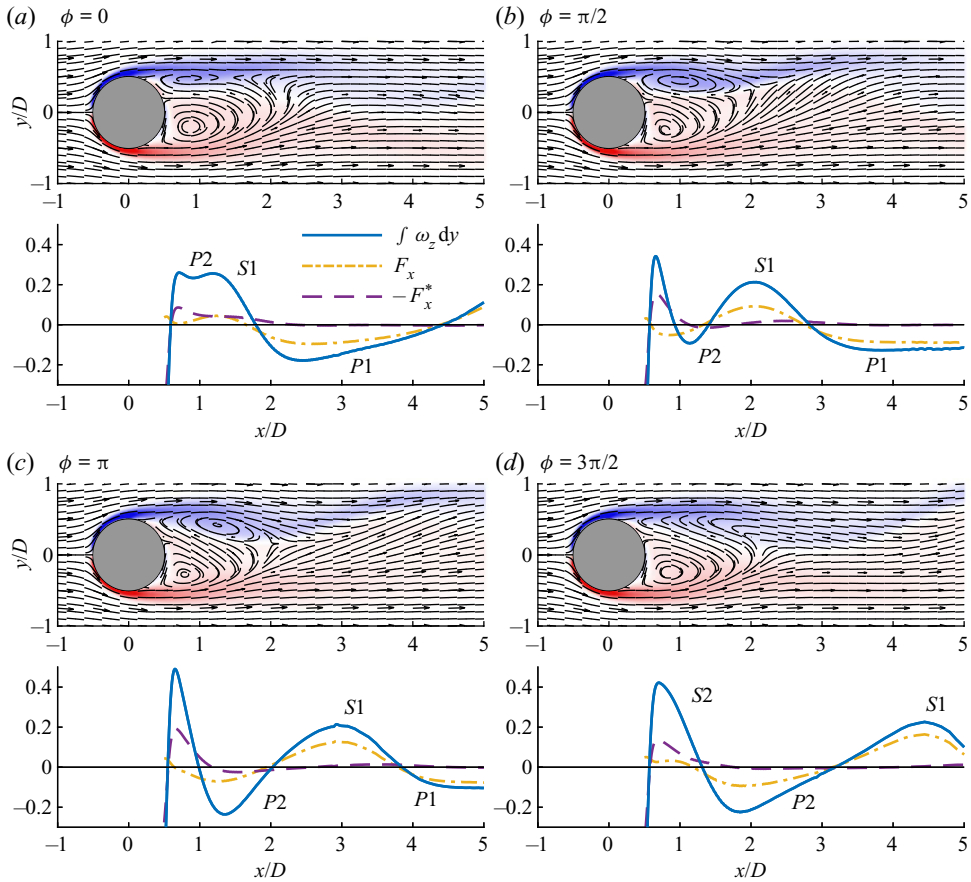 (a) ϕ = 0
(b) ϕ = π/2
1
0
−1
y/D
−1 0 1 2 3 4 5
1
0
−1
−1 0 1 2 3 4 5
0.4
0.2
0
−0.2
P2
S1
P1
∫ ω_z dy
F_x
−F_x^*
−1 0 1 2 3 4 5
x/D
0.4
0.2
0
−0.2
P2
S1
P1
−1 0 1 2 3 4 5
x/D
(c) ϕ = π
(d) ϕ = 3π/2
1
0
−1
y/D
−1 0 1 2 3 4 5
1
0
−1
−1 0 1 2 3 4 5
0.4
0.2
0
−0.2
P2
S1
P1
−1 0 1 2 3 4 5
x/D
0.4
0.2
0
−0.2
S2
P2
S1
−1 0 1 2 3 4 5
x/D